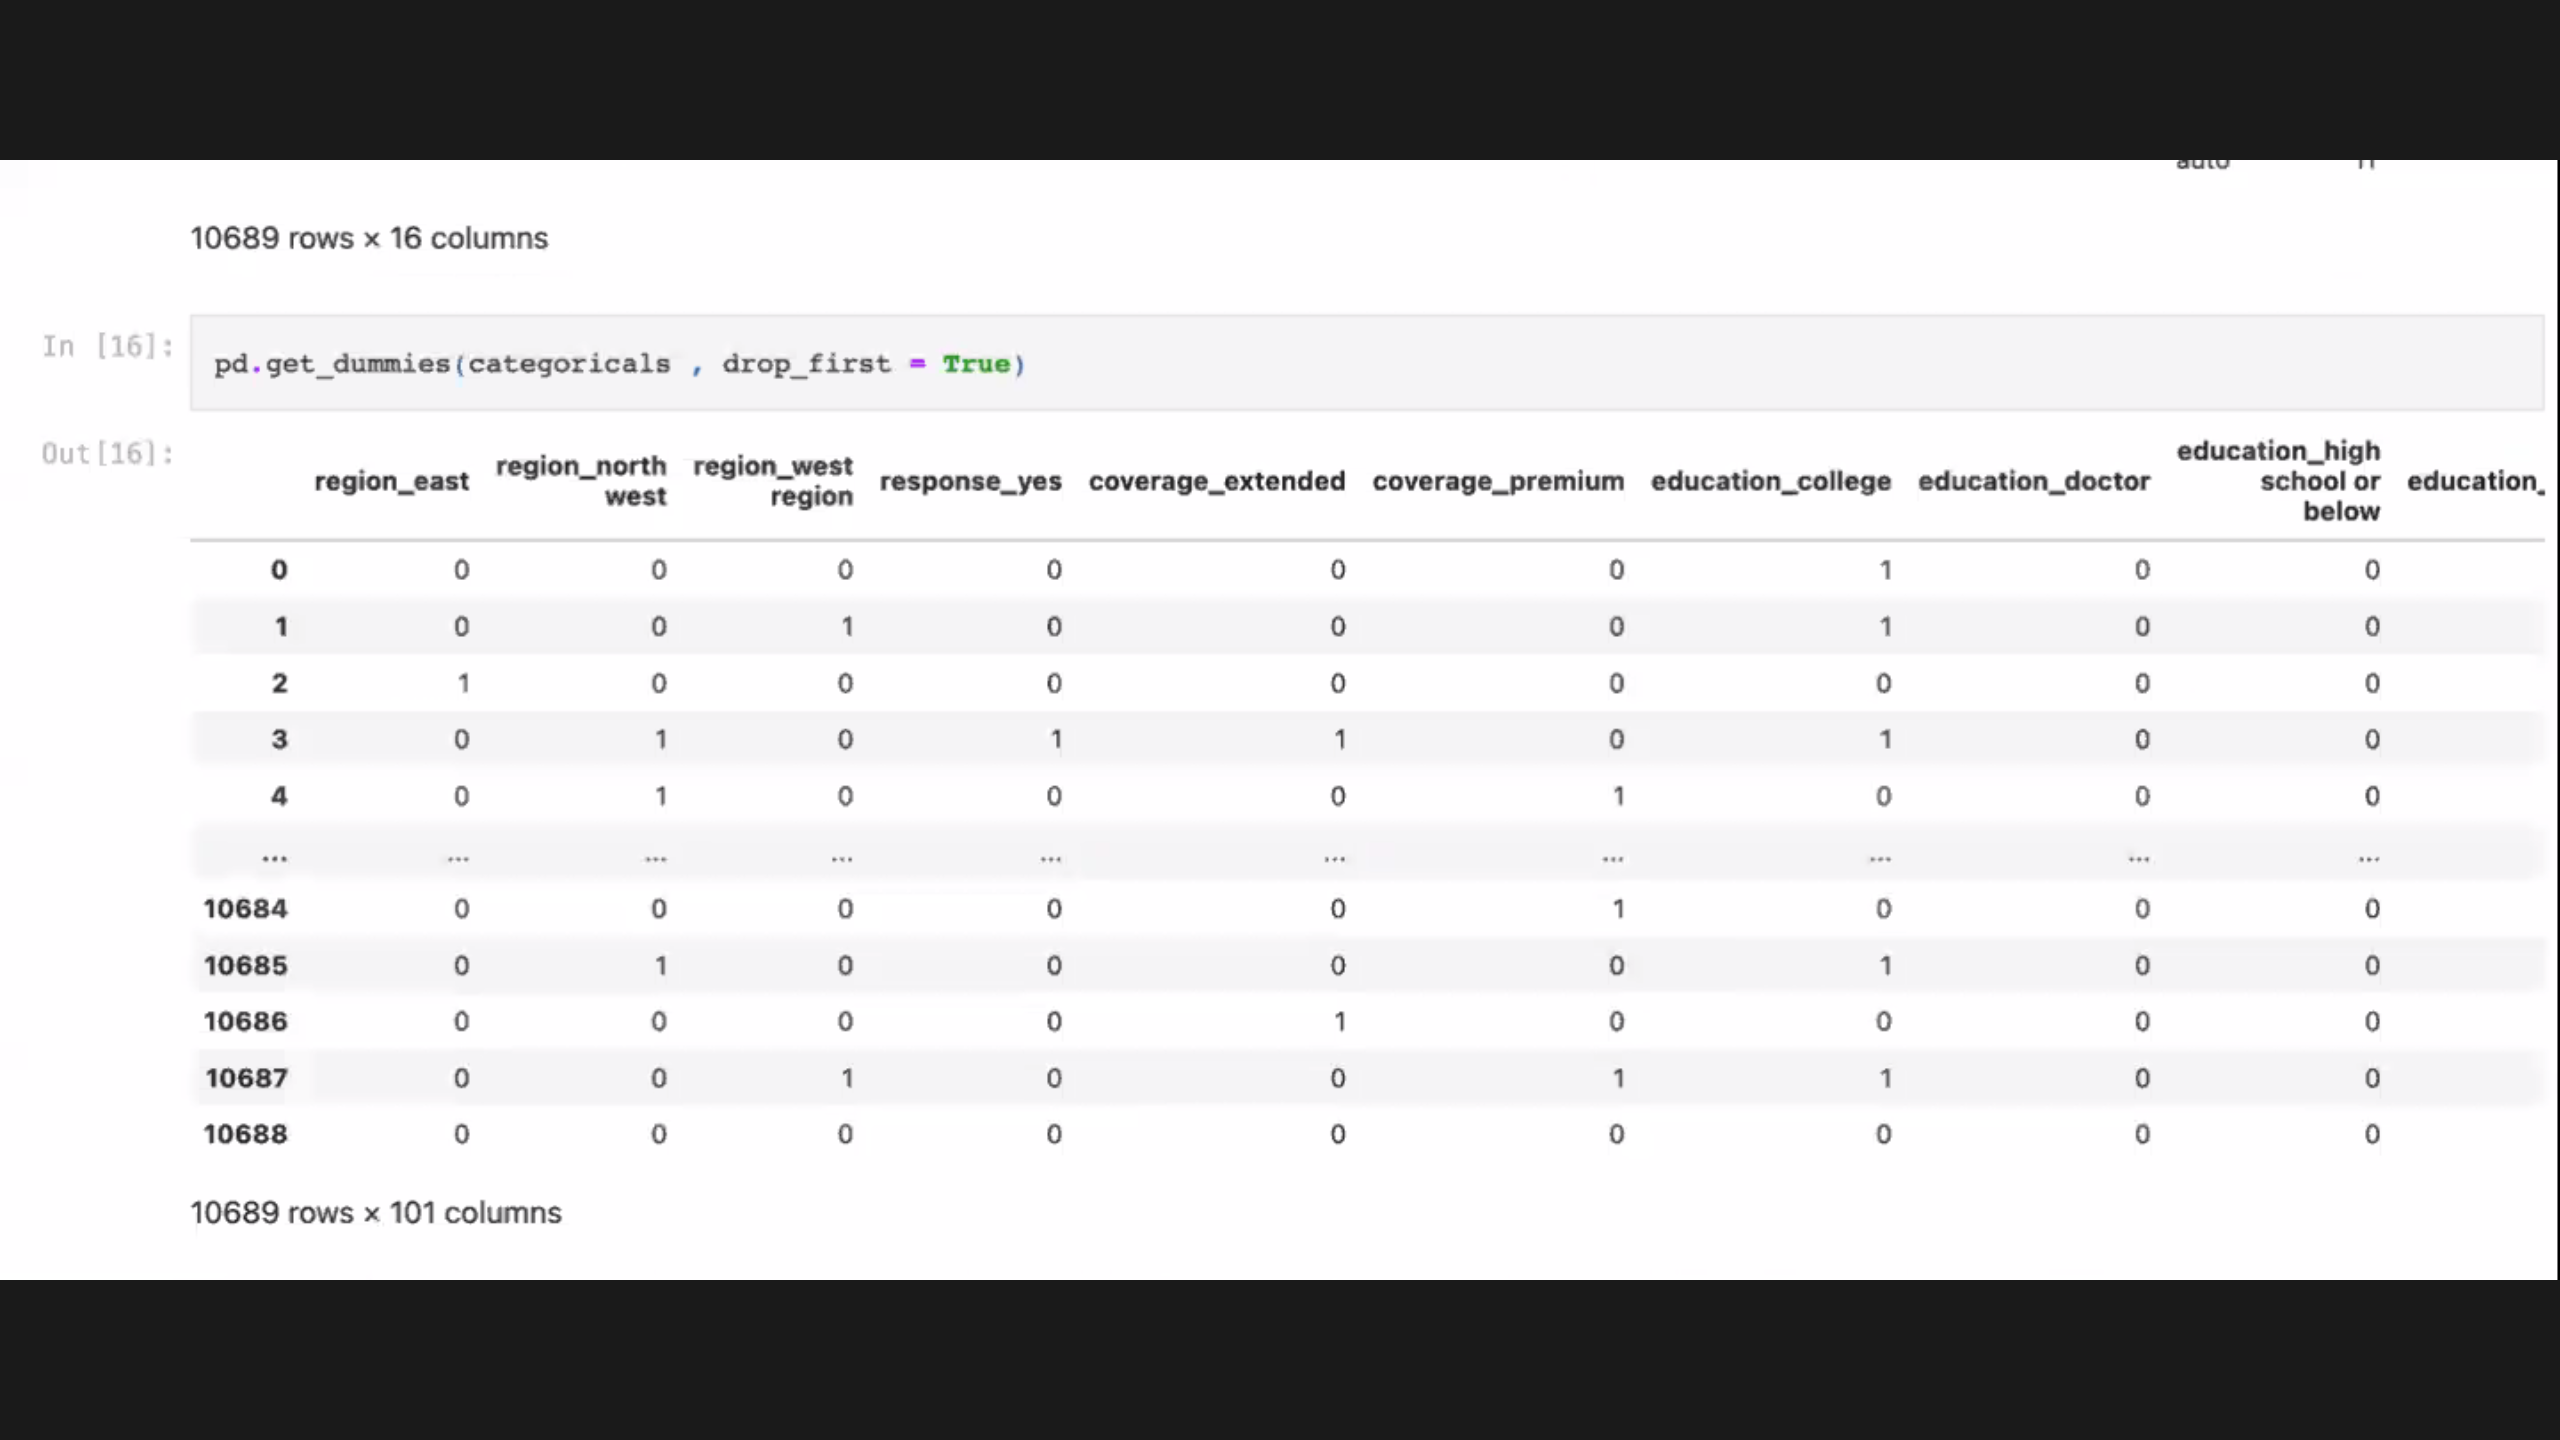 auto
10689 rows × 16 columns
In [16]:
pd.get_dummies(categoricals , drop_first = True)
Out[16]:
region_east region_north west region_west region response_yes coverage_extended coverage_premium education_college education_doctor education_high school or below education_
0 0 0 0 0 0 0 1 0 0
1 0 0 1 0 0 0 1 0 0
2 1 0 0 0 0 0 0 0 0
3 0 1 0 1 1 0 1 0 0
4 0 1 0 0 0 1 0 0 0
... ... ... ... ... ... ... ... ... ...
10684 0 0 0 0 0 1 0 0 0
10685 0 1 0 0 0 0 1 0 0
10686 0 0 0 0 1 0 0 0 0
10687 0 0 1 0 0 1 1 0 0
10688 0 0 0 0 0 0 0 0 0
10689 rows × 101 columns